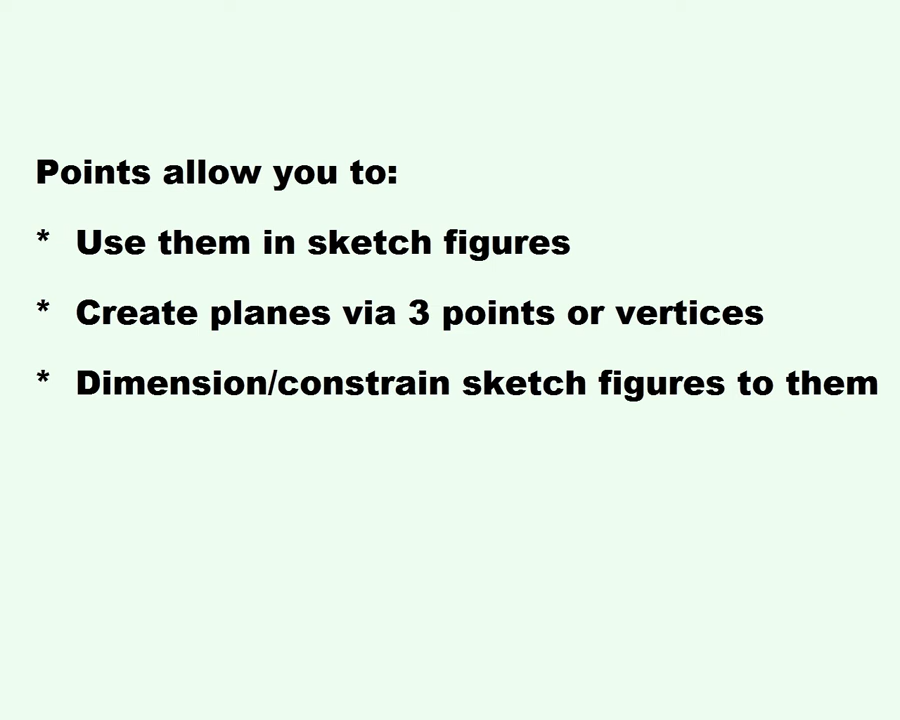 Points allow you to:
* Use them in sketch figures
* Create planes via 3 points or vertices
* Dimension/constrain sketch figures to them